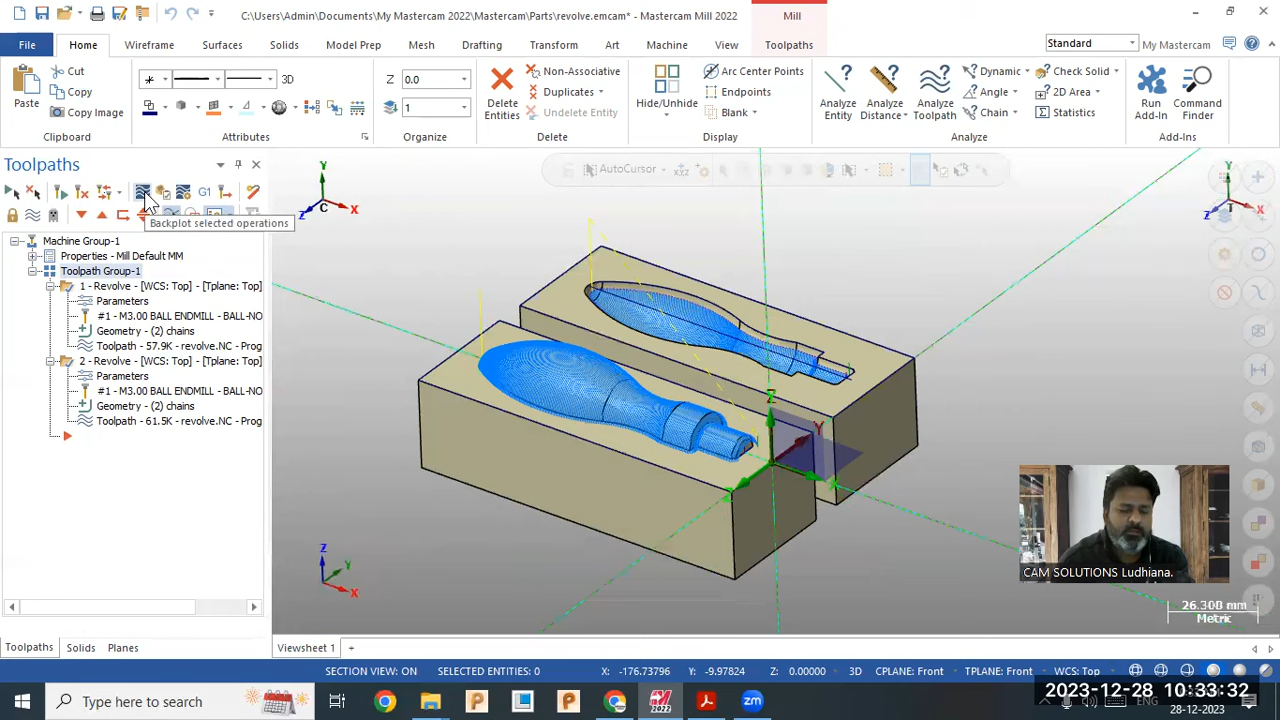 C:\Users\Admin\Documents\My Mastercam 2022\Mastercam\Parts\revolve.emcam* - Mastercam Mill 2022
Mill
File
Home
Wireframe
Surfaces
Solids
Model Prep
Mesh
Drafting
Transform
Art
Machine
View
Toolpaths
Standard
My Mastercam
Paste
Cut
Copy
Copy Image
Clipboard
3D
Attributes
Z
0.0
1
Organize
Delete
Entities
Non-Associative
Duplicates
Undelete Entity
Delete
Hide/Unhide
Arc Center Points
Endpoints
Blank
Display
Analyze
Entity
Analyze
Distance
Analyze
Toolpath
Dynamic
Angle
Chain
Check Solid
2D Area
Statistics
Analyze
Run
Add-In
Command
Finder
Add-Ins
Toolpaths
G1
Backplot selected operations
AutoCursor
Machine Group-1
Properties - Mill Default MM
Toolpath Group-1
1 - Revolve - [WCS: Top] - [Tplane: Top]
Parameters
#1 - M3.00 BALL ENDMILL - BALL-NO
Geometry - (2) chains
Toolpath - 57.9K - revolve.NC - Prog
2 - Revolve - [WCS: Top] - [Tplane: Top]
Parameters
#1 - M3.00 BALL ENDMILL - BALL-NO
Geometry - (2) chains
Toolpath - 61.5K - revolve.NC - Prog
Y
X
Z
C
Y
X
Z
T
Z
Y
Z
Y
X
CAM SOLUTIONS Ludhiana.
26.308 mm
Metric
Toolpaths
Solids
Planes
Viewsheet 1
+
SECTION VIEW: ON
SELECTED ENTITIES: 0
X: -176.73796
Y: -9.97824
Z: 0.00000
3D
CPLANE: Front
TPLANE: Front
WCS: Top
Type here to search
2023-12-28 10:33:32
ENG
28-12-2023